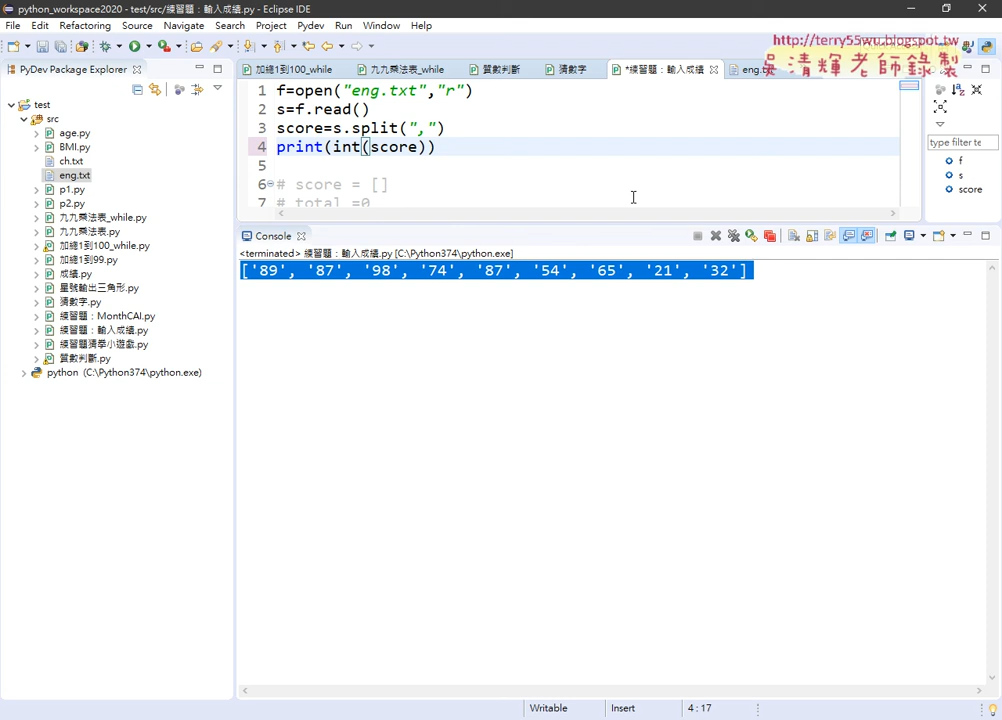 python_workspace2020 - test/src/練習題：輸入成績.py - Eclipse IDE
File Edit Refactoring Source Navigate Search Project Pydev Run Window Help
http://terry55wu.blogspot.tw
吳清輝老師錄製
PyDev Package Explorer
加總1到100_while
九九乘法表_while
質數判斷
猜數字
*練習題：輸入成績
test
src
age.py
BMI.py
ch.txt
eng.txt
p1.py
p2.py
九九乘法表_while.py
九九乘法表.py
加總1到100_while.py
加總1到99.py
成績.py
星號輸出三角形.py
猜數字.py
練習題：MonthCAl.py
練習題：輸入成績.py
練習題猜拳小遊戲.py
質數判斷.py
python (C:\Python374\python.exe)
1 f=open("eng.txt","r")
2 s=f.read()
3 score=s.split(",")
4 print(int(score))
5
6 # score = []
7 # total =0
type filter te
f
s
score
Console
<terminated> 練習題：輸入成績.py [C:\Python374\python.exe]
['89', '87', '98', '74', '87', '54', '65', '21', '32']
Writable Insert 4 : 17